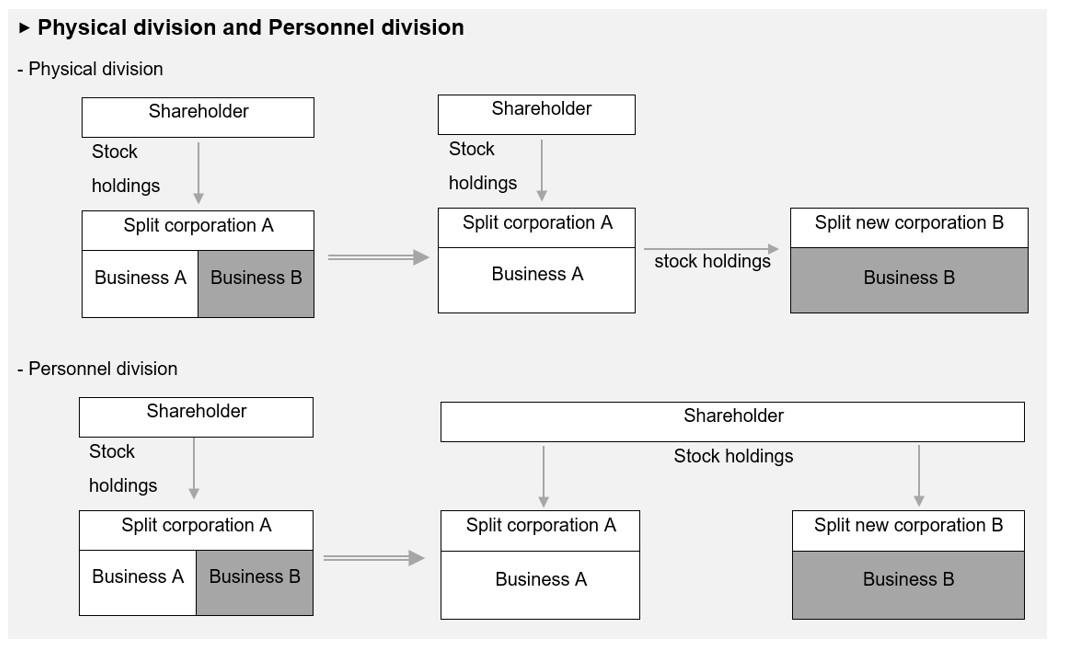 ► Physical division and Personnel division
- Physical division
Shareholder
Shareholder
Stock
holdings
Stock
holdings
Split corporation A
Split corporation A
Split new corporation B
Business A
Business B
Business A
stock holdings
Business B
- Personnel division
Shareholder
Shareholder
Stock
holdings
Stock holdings
Split corporation A
Split corporation A
Split new corporation B
Business A
Business B
Business A
Business B